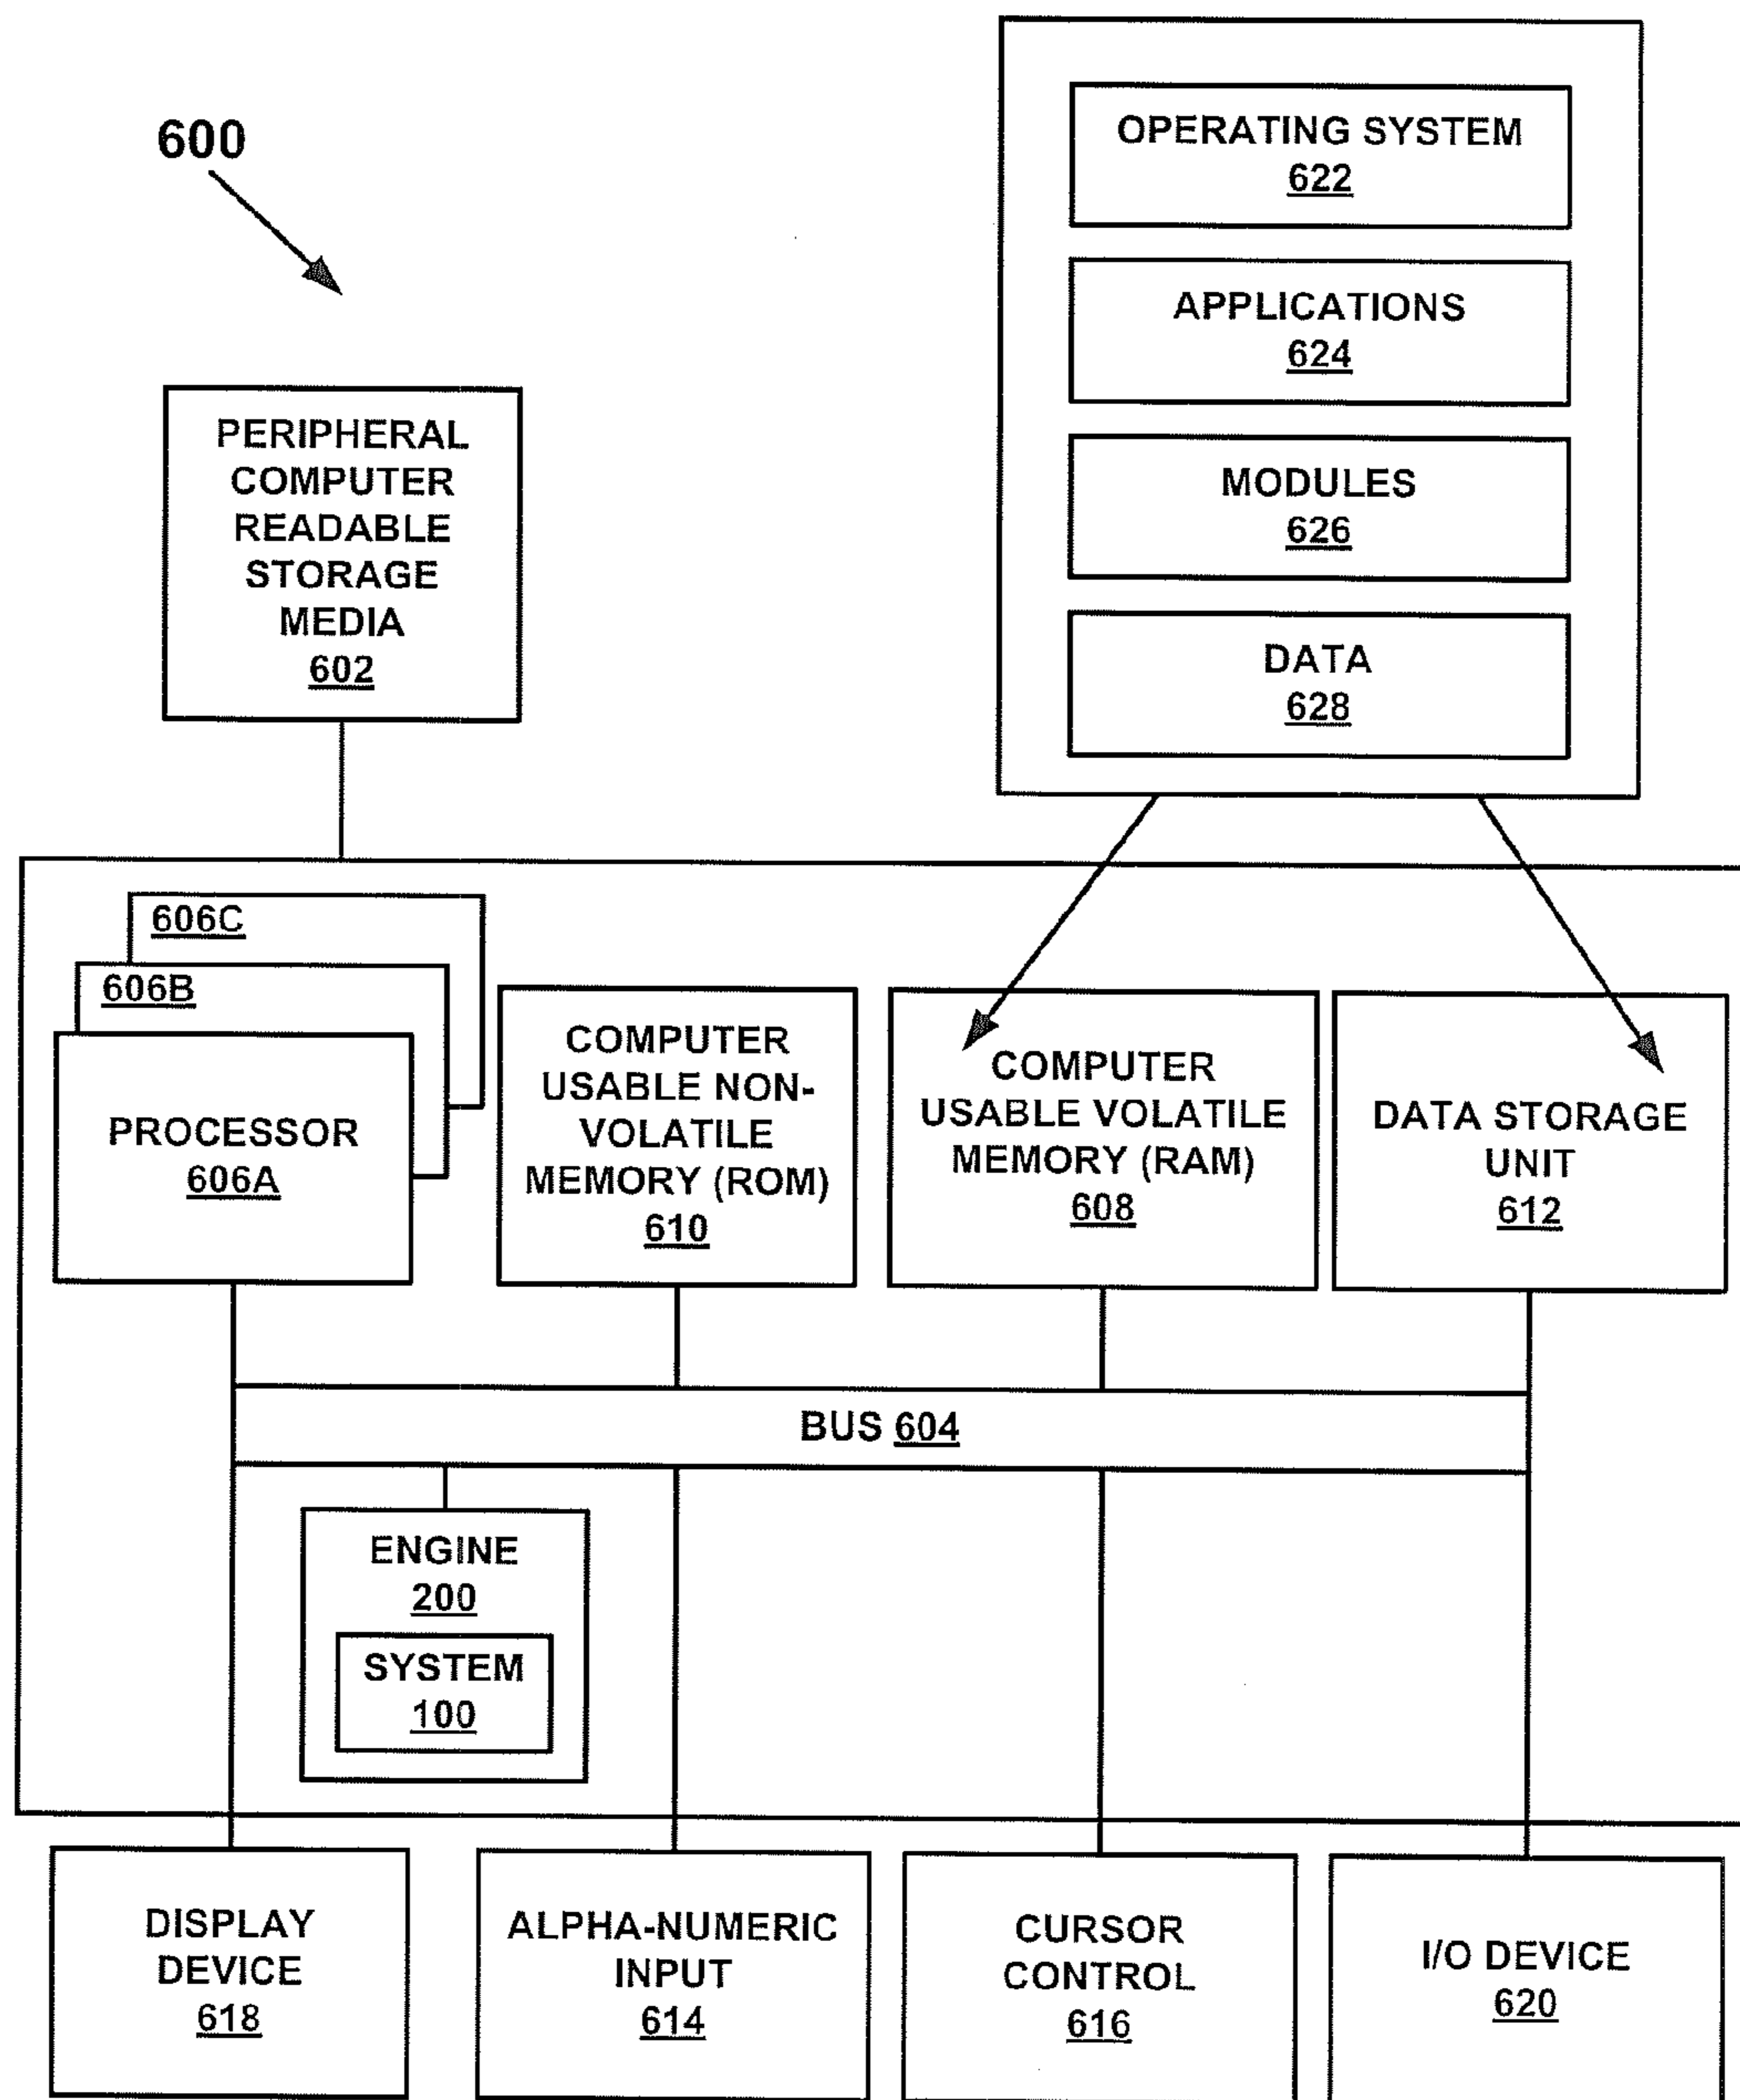 600
OPERATING SYSTEM
622
APPLICATIONS
624
MODULES
626
DATA
628
PERIPHERAL
COMPUTER
READABLE
STORAGE
MEDIA
602
606C
606B
PROCESSOR
606A
COMPUTER
USABLE NON-
VOLATILE
MEMORY (ROM)
610
COMPUTER
USABLE VOLATILE
MEMORY (RAM)
608
DATA STORAGE
UNIT
612
BUS 604
ENGINE
200
SYSTEM
100
DISPLAY
DEVICE
618
ALPHA-NUMERIC
INPUT
614
CURSOR
CONTROL
616
I/O DEVICE
620